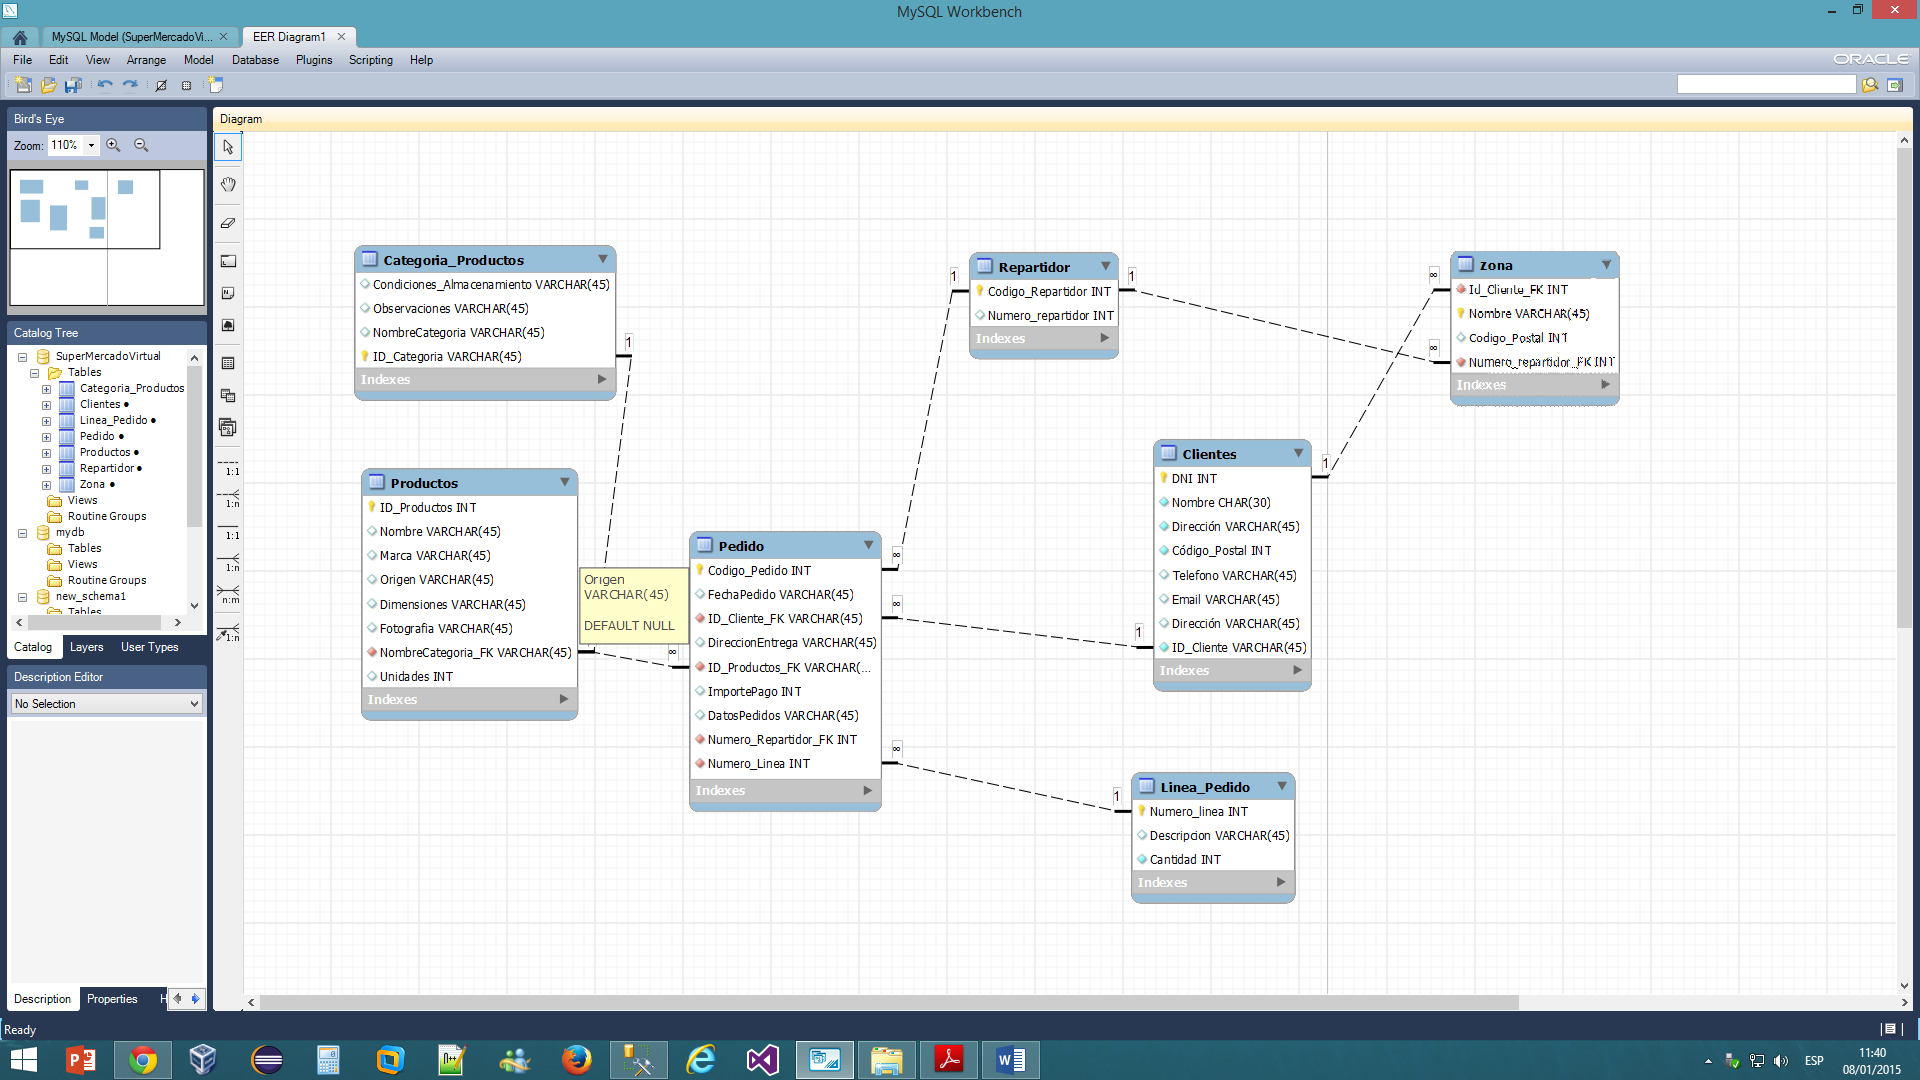 MySQL Workbench
MySQL Model (SuperMercadoVi...
EER Diagram1
File Edit View Arrange Model Database Plugins Scripting Help
ORACLE
Bird's Eye
Zoom: 110%
Catalog Tree
SuperMercadoVirtual
Tables
Categoria_Productos
Clientes •
Linea_Pedido •
Pedido •
Productos •
Repartidor •
Zona •
Views
Routine Groups
mydb
Tables
Views
Routine Groups
new_schema1
Tables
Catalog Layers User Types
Description Editor
No Selection
Description Properties H
Ready
Diagram
1:1
1:n
1:1
1:n
n:m
1:n
Categoria_Productos
Condiciones_Almacenamiento VARCHAR(45)
Observaciones VARCHAR(45)
NombreCategoria VARCHAR(45)
ID_Categoria VARCHAR(45)
Indexes
1
Productos
ID_Productos INT
Nombre VARCHAR(45)
Marca VARCHAR(45)
Origen VARCHAR(45)
Dimensiones VARCHAR(45)
Fotografia VARCHAR(45)
NombreCategoria_FK VARCHAR(45)
Unidades INT
Indexes
Origen
VARCHAR(45)
DEFAULT NULL
∞
Pedido
Codigo_Pedido INT
FechaPedido VARCHAR(45)
ID_Cliente_FK VARCHAR(45)
DireccionEntrega VARCHAR(45)
ID_Productos_FK VARCHAR(...
ImportePago INT
DatosPedidos VARCHAR(45)
Numero_Repartidor_FK INT
Numero_Linea INT
Indexes
∞
∞
∞
1
Repartidor
Codigo_Repartidor INT
Numero_repartidor INT
Indexes
1
∞
∞
Zona
Id_Cliente_FK INT
Nombre VARCHAR(45)
Codigo_Postal INT
Numero_repartidor_FK INT
Indexes
1
1
Clientes
DNI INT
Nombre CHAR(30)
Dirección VARCHAR(45)
Código_Postal INT
Telefono VARCHAR(45)
Email VARCHAR(45)
Dirección VARCHAR(45)
ID_Cliente VARCHAR(45)
Indexes
1
Linea_Pedido
Numero_linea INT
Descripcion VARCHAR(45)
Cantidad INT
Indexes
ESP
11:40
08/01/2015